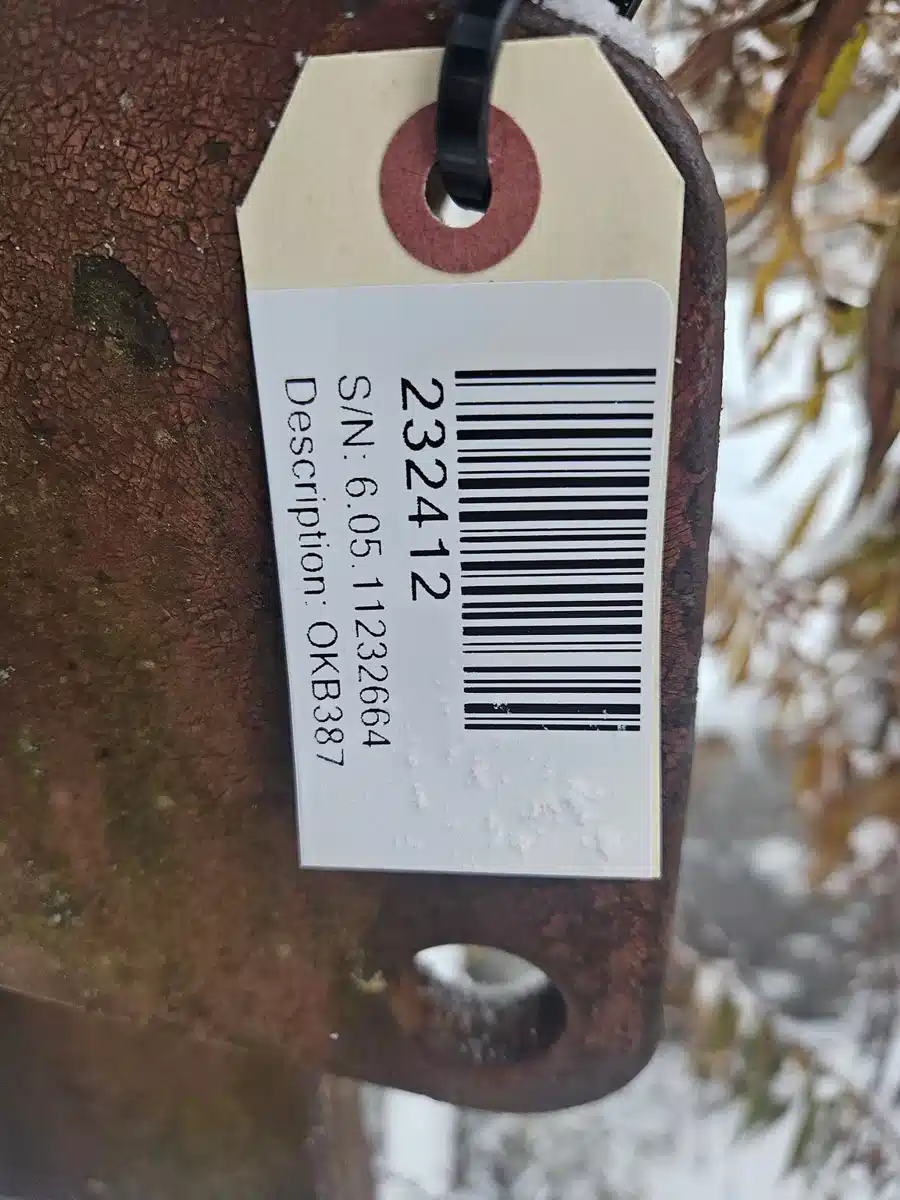 232412
S/N: 6.05.11232664
Description: OKB387